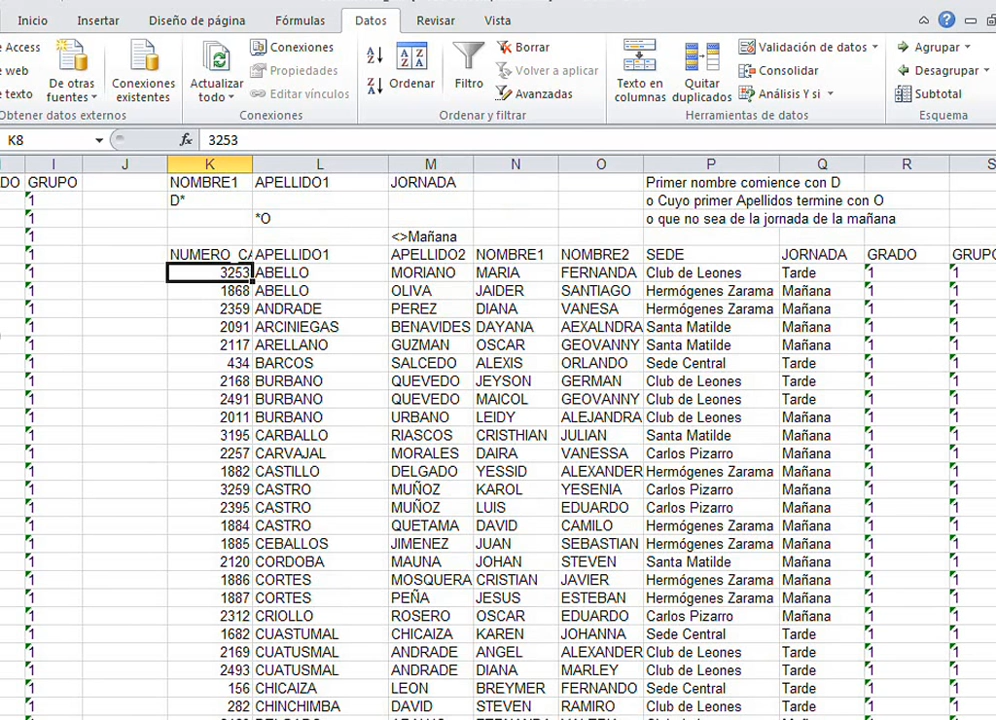 Inicio Insertar Diseño de página Fórmulas Datos Revisar Vista
e Access
e web
e texto
De otras fuentes
Conexiones existentes
Obtener datos externos
Actualizar todo
Conexiones
Propiedades
Editar vínculos
Conexiones
Ordenar
Filtro
Borrar
Volver a aplicar
Avanzadas
Ordenar y filtrar
Texto en columnas
Quitar duplicados
Validación de datos
Consolidar
Análisis Y si
Herramientas de datos
Agrupar
Desagrupar
Subtotal
Esquema
K8 fx 3253
I J K L M N O P Q R S
DO GRUPO NOMBRE1 APELLIDO1 JORNADA Primer nombre comience con D
1 D* o Cuyo primer Apellidos termine con O
1 *O o que no sea de la jornada de la mañana
1 <>Mañana
1 NUMERO_CA APELLIDO1 APELLIDO2 NOMBRE1 NOMBRE2 SEDE JORNADA GRADO GRUPO
1 3253 ABELLO MORIANO MARIA FERNANDA Club de Leones Tarde 1 1
1 1868 ABELLO OLIVA JAIDER SANTIAGO Hermógenes Zarama Mañana 1 1
1 2359 ANDRADE PEREZ DIANA VANESA Hermógenes Zarama Mañana 1 1
1 2091 ARCINIEGAS BENAVIDES DAYANA AEXALNDRA Santa Matilde Mañana 1 1
1 2117 ARELLANO GUZMAN OSCAR GEOVANNY Santa Matilde Mañana 1 1
1 434 BARCOS SALCEDO ALEXIS ORLANDO Sede Central Tarde 1 1
1 2168 BURBANO QUEVEDO JEYSON GERMAN Club de Leones Tarde 1 1
1 2491 BURBANO QUEVEDO MAICOL GEOVANNY Club de Leones Tarde 1 1
1 2011 BURBANO URBANO LEIDY ALEJANDRA Club de Leones Mañana 1 1
1 3195 CARBALLO RIASCOS CRISTHIAN JULIAN Santa Matilde Mañana 1 1
1 2257 CARVAJAL MORALES DAIRA VANESSA Carlos Pizarro Mañana 1 1
1 1882 CASTILLO DELGADO YESSID ALEXANDER Hermógenes Zarama Mañana 1 1
1 3259 CASTRO MUÑOZ KAROL YESENIA Carlos Pizarro Mañana 1 1
1 2395 CASTRO MUÑOZ LUIS EDUARDO Carlos Pizarro Mañana 1 1
1 1884 CASTRO QUETAMA DAVID CAMILO Hermógenes Zarama Mañana 1 1
1 1885 CEBALLOS JIMENEZ JUAN SEBASTIAN Hermógenes Zarama Mañana 1 1
1 2120 CORDOBA MAUNA JOHAN STEVEN Santa Matilde Mañana 1 1
1 1886 CORTES MOSQUERA CRISTIAN JAVIER Hermógenes Zarama Mañana 1 1
1 1887 CORTES PEÑA JESUS ESTEBAN Hermógenes Zarama Mañana 1 1
1 2312 CRIOLLO ROSERO OSCAR EDUARDO Carlos Pizarro Mañana 1 1
1 1682 CUASTUMAL CHICAIZA KAREN JOHANNA Sede Central Tarde 1 1
1 2169 CUATUSMAL ANDRADE ANGEL ALEXANDER Club de Leones Tarde 1 1
1 2493 CUATUSMAL ANDRADE DIANA MARLEY Club de Leones Tarde 1 1
1 156 CHICAIZA LEON BREYMER FERNANDO Sede Central Tarde 1 1
1 282 CHINCHIMBA DAVID STEVEN RAMIRO Club de Leones Tarde 1 1